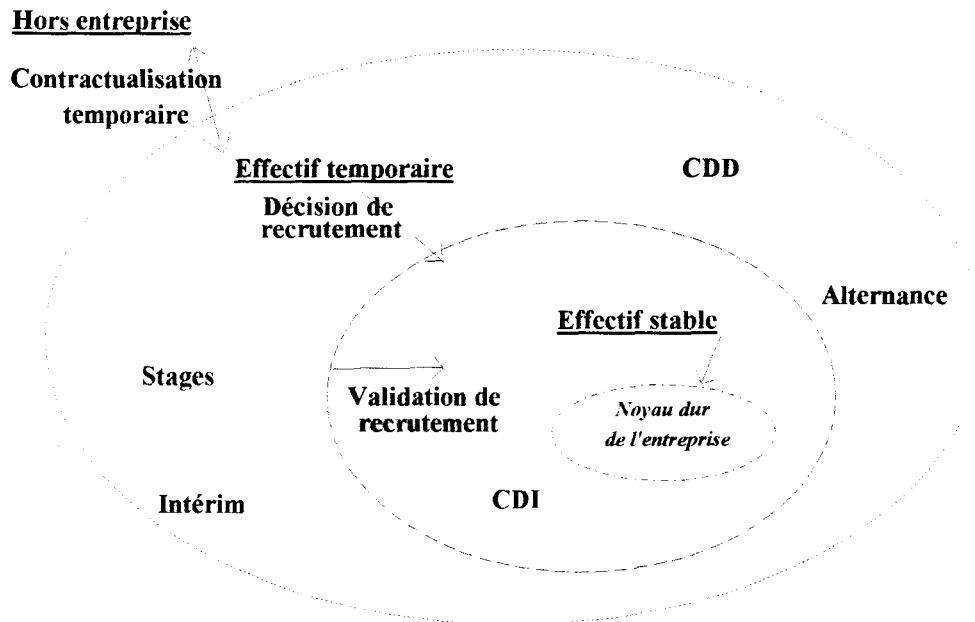 Hors entreprise
Contractualisation
temporaire
Effectif temporaire
CDD
Décision de
recrutement
Alternance
Effectif stable
Stages
Validation de
recrutement
Noyau dur
de l'entreprise
Intérim
CDI